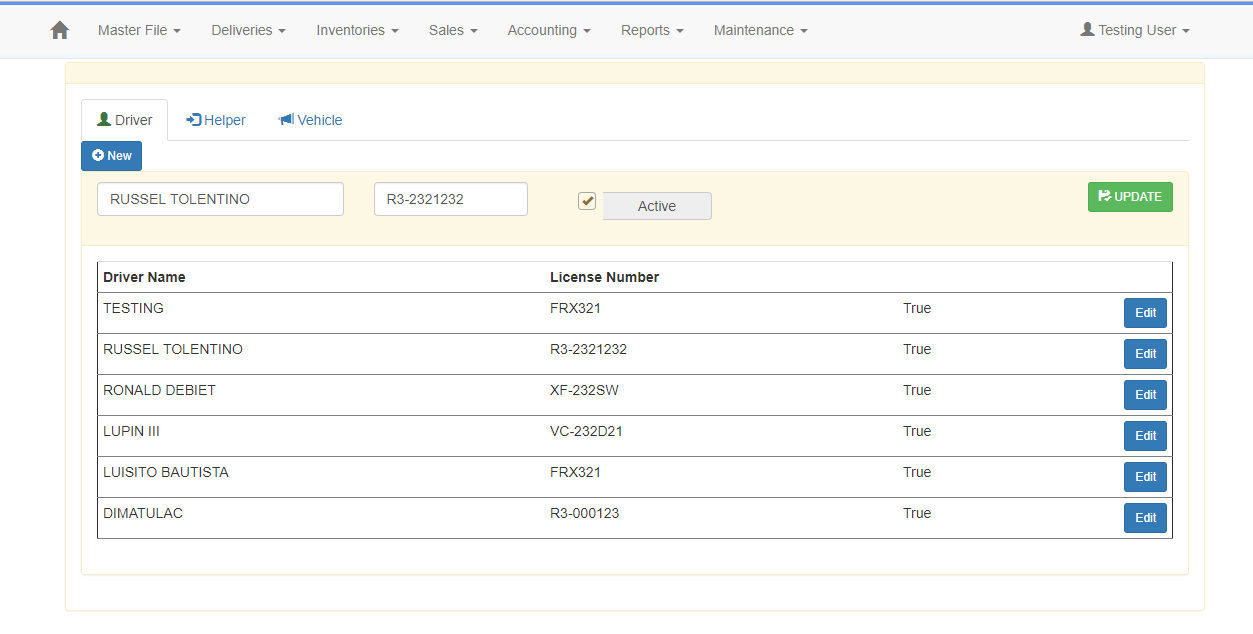 Master File Deliveries Inventories Sales Accounting Reports Maintenance Testing User
Driver Helper Vehicle
New
RUSSEL TOLENTINO R3-2321232 Active UPDATE
Driver Name License Number
TESTING FRX321 True Edit
RUSSEL TOLENTINO R3-2321232 True Edit
RONALD DEBIET XF-232SW True Edit
LUPIN III VC-232D21 True Edit
LUISITO BAUTISTA FRX321 True Edit
DIMATULAC R3-000123 True Edit